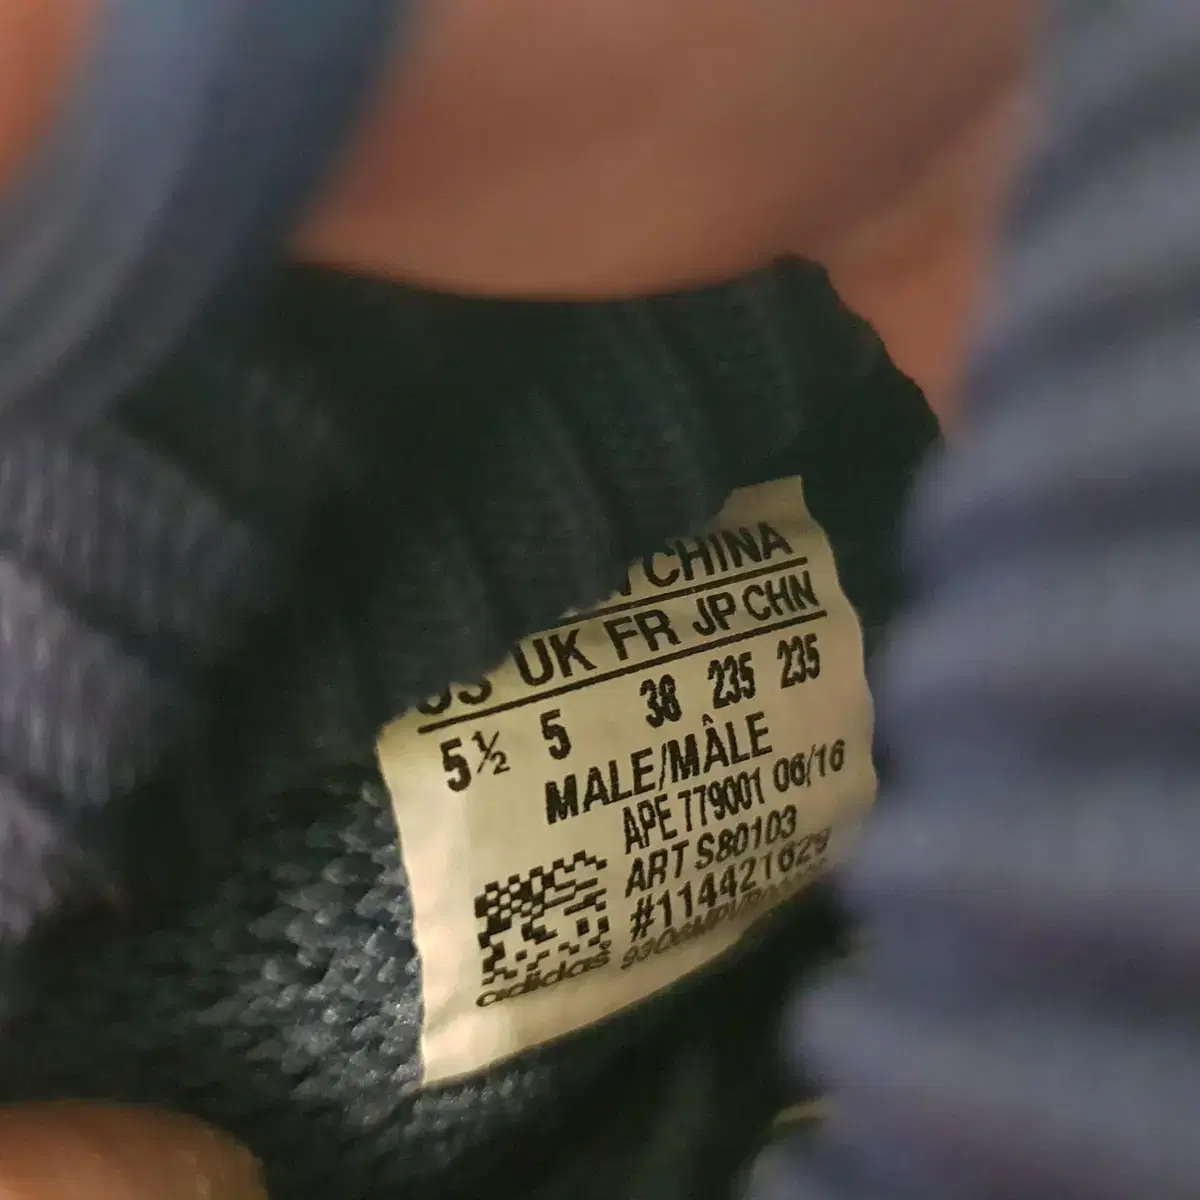 CHINA
US UK FR JP CHN
5½ 5 38 235 235
MALE/MÂLE
APE 779001 06/16
ART S80103
#114421629
adidas